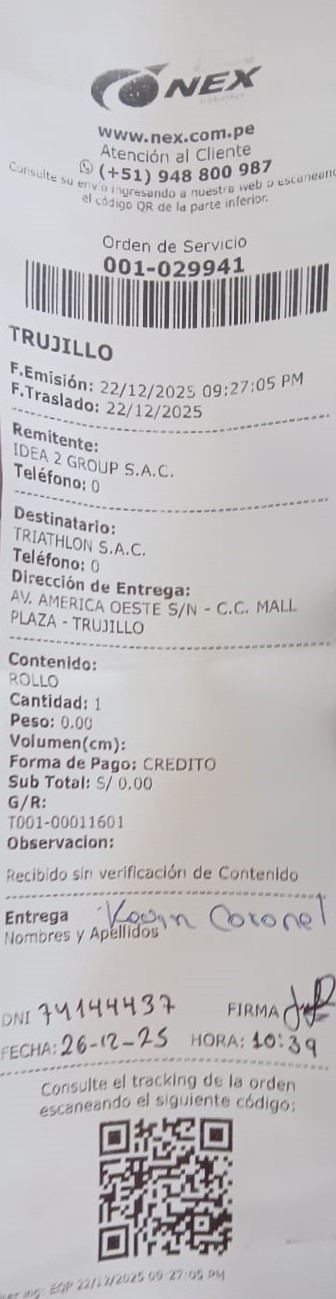 NEX
www.nex.com.pe
Atención al Cliente
(+51) 948 800 987
Consulte su envío ingresando a nuestra web o escaneando
el código QR de la parte inferior.
Orden de Servicio
001-029941
TRUJILLO
F.Emisión: 22/12/2025 09:27:05 PM
F.Traslado: 22/12/2025
Remitente:
IDEA 2 GROUP S.A.C.
Teléfono: 0
Destinatario:
TRIATHLON S.A.C.
Teléfono: 0
Dirección de Entrega:
AV. AMERICA OESTE S/N - C.C. MALL
PLAZA - TRUJILLO
Contenido:
ROLLO
Cantidad: 1
Peso: 0.00
Volumen(cm):
Forma de Pago: CREDITO
Sub Total: S/ 0.00
G/R:
T001-00011601
Observacion:
Recibido sin verificación de Contenido
Entrega Kevin Coronel
Nombres y Apellidos
DNI 74144437 FIRMA
FECHA: 26-12-25 HORA: 10:39
Consulte el tracking de la orden
escaneando el siguiente código:
EQP 22/12/2025 09:27:05 PM